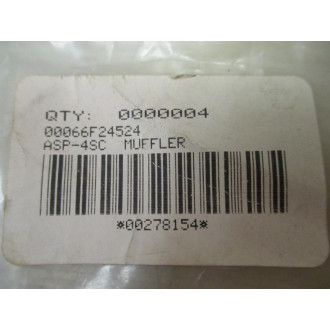 QTY: 0000004
00066F24524
ASP-4SC MUFFLER
*00278154*